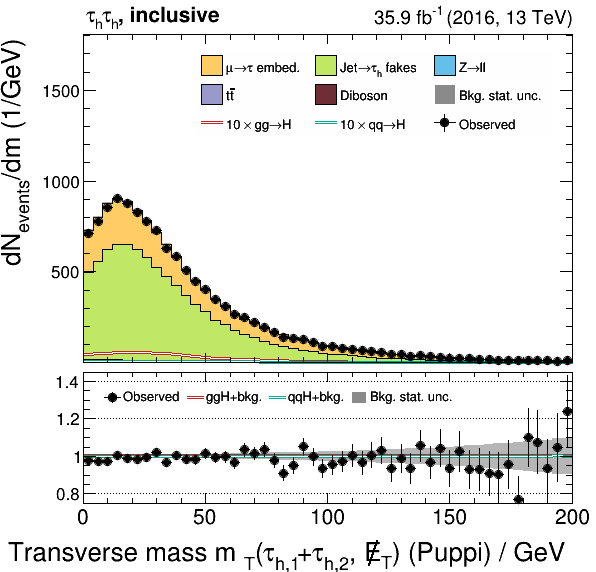 τhτh, inclusive 35.9 fb⁻¹ (2016, 13 TeV)
dNevents/dm (1/GeV)
1500
1000
500
μ→τ embed. Jet→τh fakes Z→ll
tt̄ Diboson Bkg. stat. unc.
10 × gg→H 10 × qq→H Observed
1.4
1.2
1
0.8
Observed ggH+bkg. qqH+bkg. Bkg. stat. unc.
0 50 100 150 200
Transverse mass m T(τh,1+τh,2, E̸T) (Puppi) / GeV